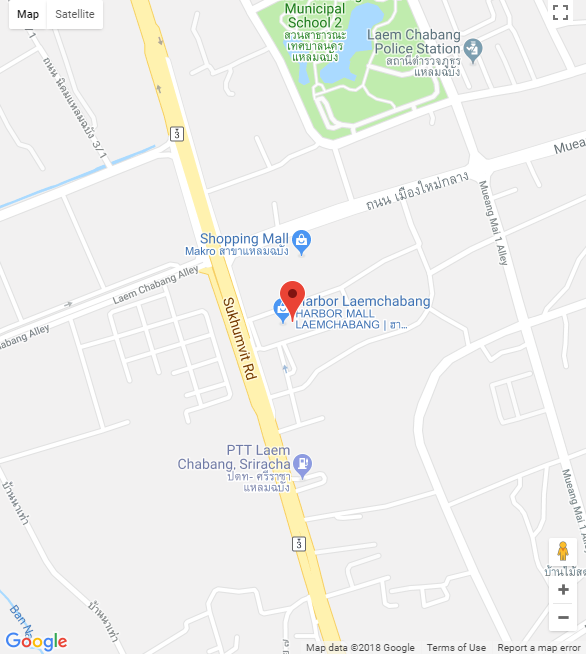 Map
Satellite
Municipal
School 2
สวนสาธารณะ
เทศบาลนคร
แหลมฉบัง
Laem Chabang
Police Station
สถานีตำรวจภูธร
แหลมฉบัง
ถนน นิคมแหลมฉบัง 3/1
3
Mueang
ถนน เมืองใหม่กลาง
Mueang Mai 1 Alley
Shopping Mall
Makro สาขาแหลมฉบัง
Laem Chabang Alley
habang Alley
Sukhumvit Rd
Harbor Laemchabang
HARBOR MALL
LAEMCHABANG | ฮา...
PTT Laem
Chabang, Sriracha
ปตท- ศรีราชา
แหลมฉบัง
บ้านนาเก่า
3
Mueang Mai 1 Alley
บ้านนาเก่า
Google
Map data ©2018 Google
Terms of Use
Report a map error